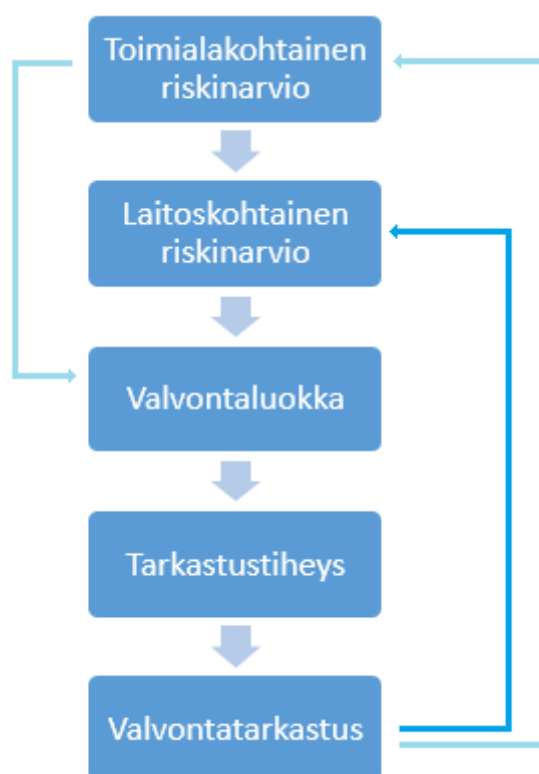 Toimialakohtainen
riskinarvio
Laitoskohtainen
riskinarvio
Valvontaluokka
Tarkastustiheys
Valvontatarkastus